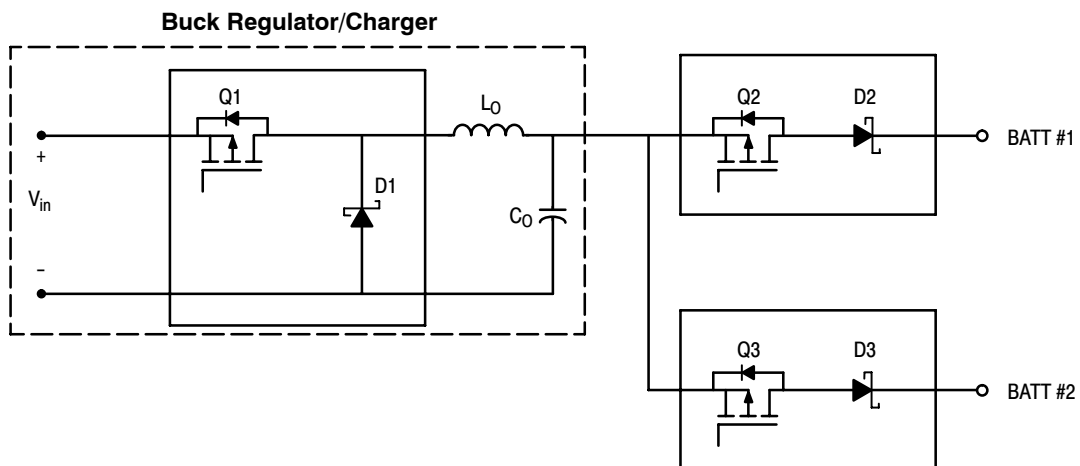 Buck Regulator/Charger
Q1
LO
Q2
D2
BATT #1
+
Vin
D1
CO
–
Q3
D3
BATT #2